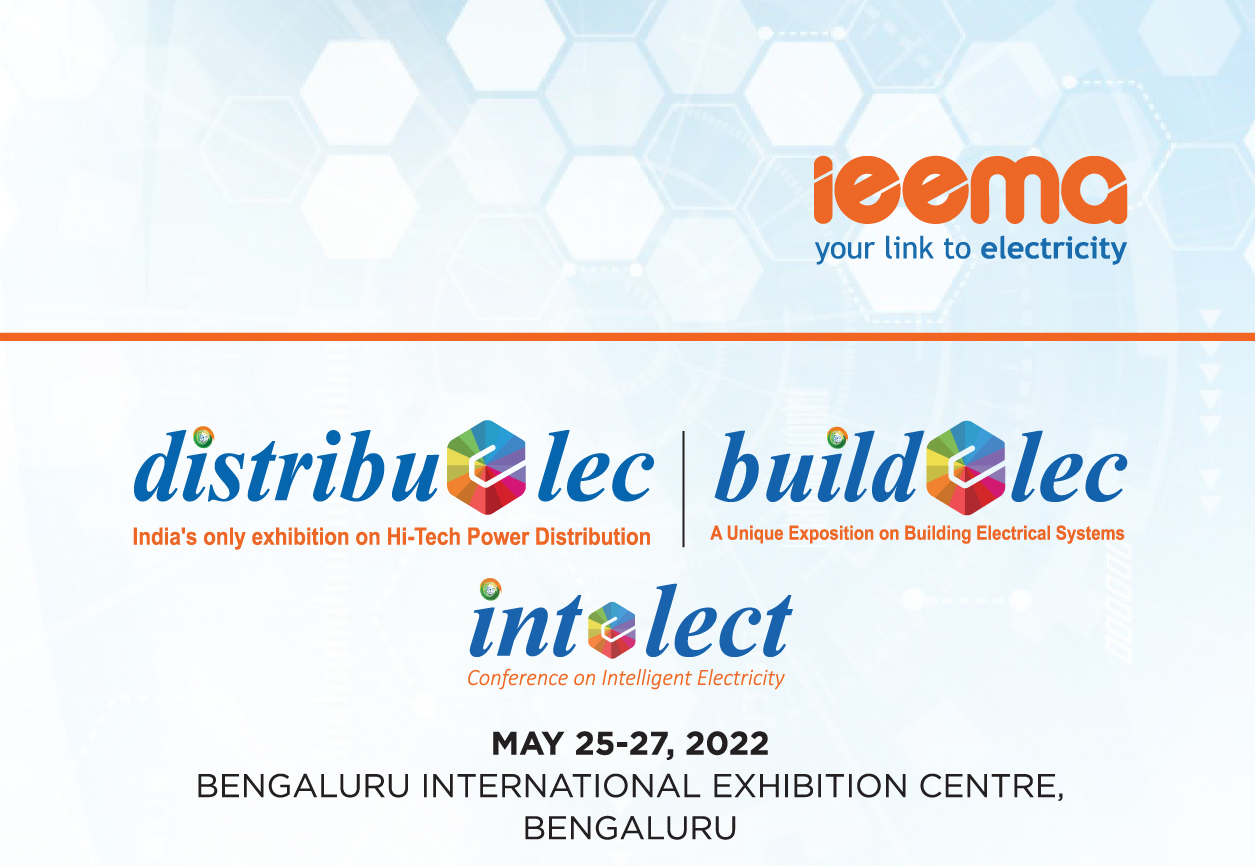 ieema
your link to electricity
distribuelec
India's only exhibition on Hi-Tech Power Distribution
buildelec
A Unique Exposition on Building Electrical Systems
intelect
Conference on Intelligent Electricity
MAY 25-27, 2022
BENGALURU INTERNATIONAL EXHIBITION CENTRE,
BENGALURU